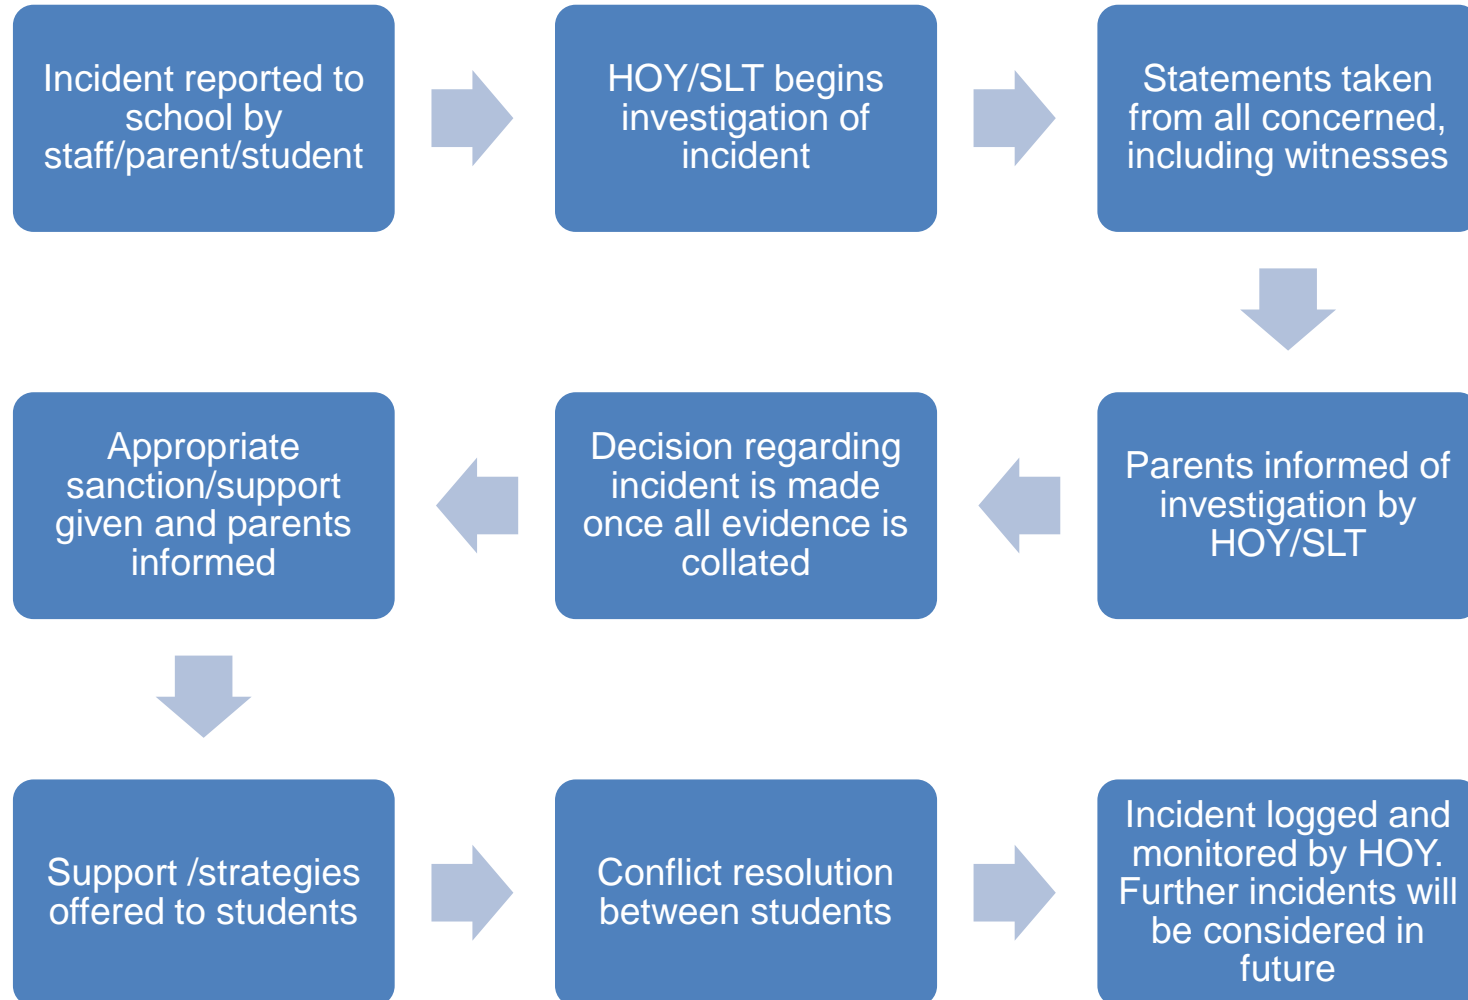 Incident reported to
school by
staff/parent/student
HOY/SLT begins
investigation of
incident
Statements taken
from all concerned,
including witnesses
Parents informed of
investigation by
HOY/SLT
Decision regarding
incident is made
once all evidence is
collated
Appropriate
sanction/support
given and parents
informed
Support /strategies
offered to students
Conflict resolution
between students
Incident logged and
monitored by HOY.
Further incidents will
be considered in
future